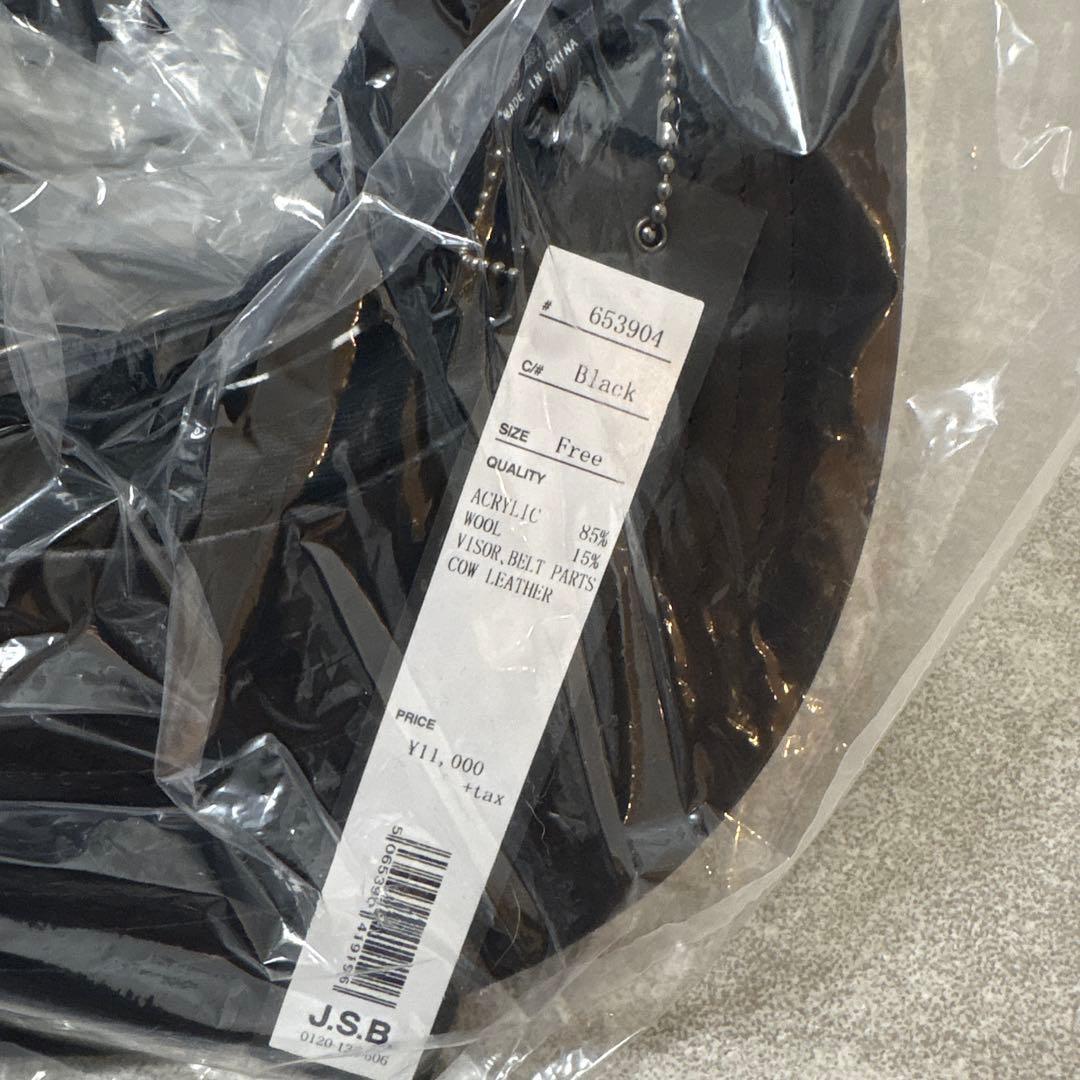 MADE IN CHINA
# 653904
C/# Black
SIZE Free
QUALITY
ACRYLIC 85%
WOOL 15%
VISOR、BELT PARTS
COW LEATHER
PRICE
¥11,000
+tax
J.S.B